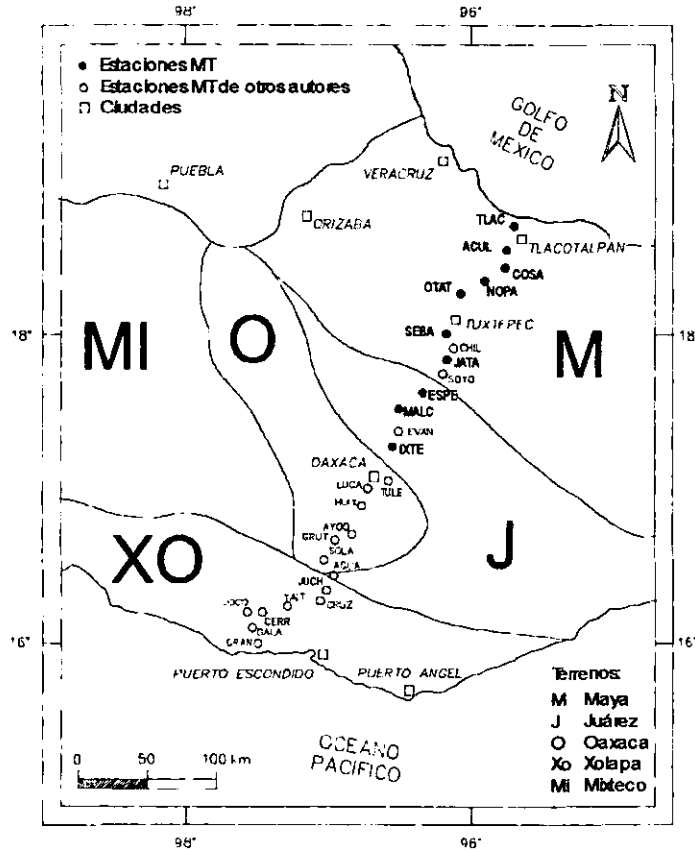 98°
96°
● Estaciones MT
○ Estaciones MT de otros autores
□ Ciudades
GOLFO
DE
MEXICO
N
PUEBLA
VERACRUZ
ORIZABA
TLAC
TLACOTALPAN
ACUL
COSA
NOPA
OTAT
TUXTEPEC
18°
18°
MI
O
M
SEBA
CHIL
JATA
SOYO
ESPE
MALC
EVAN
IXTE
OAXACA
LUCA
TULE
HUIX
AYOQ
GRUT
SOLA
AGUA
J
XO
JUCH
CRUZ
CERR
GALA
GRAN
16°
16°
PUERTO ESCONDIDO
PUERTO ANGEL
OCEANO
PACIFICO
Terrenos:
M Maya
J Juárez
O Oaxaca
Xo Xolapa
Mi Mixteco
0 50 100 km
98°
96°